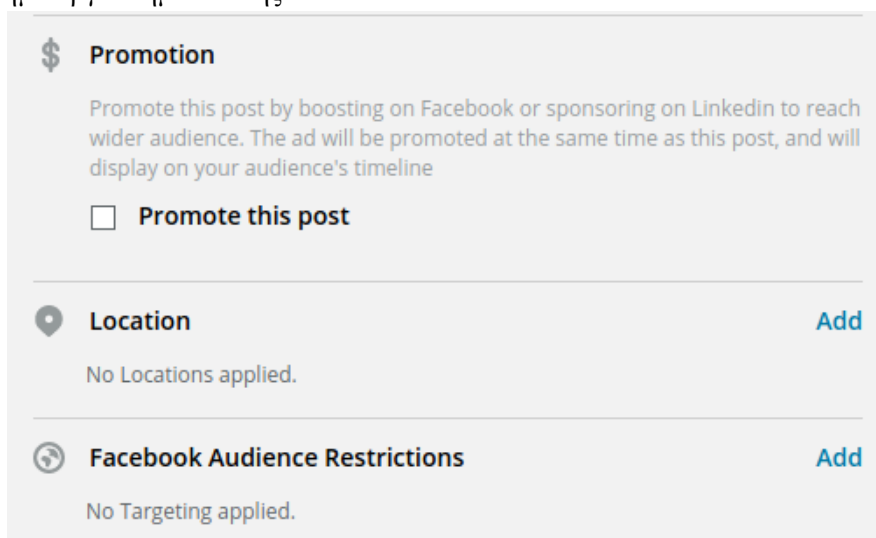 Promotion
Promote this post by boosting on Facebook or sponsoring on Linkedin to reach
wider audience. The ad will be promoted at the same time as this post, and will
display on your audience's timeline
Promote this post
Location Add
No Locations applied.
Facebook Audience Restrictions Add
No Targeting applied.